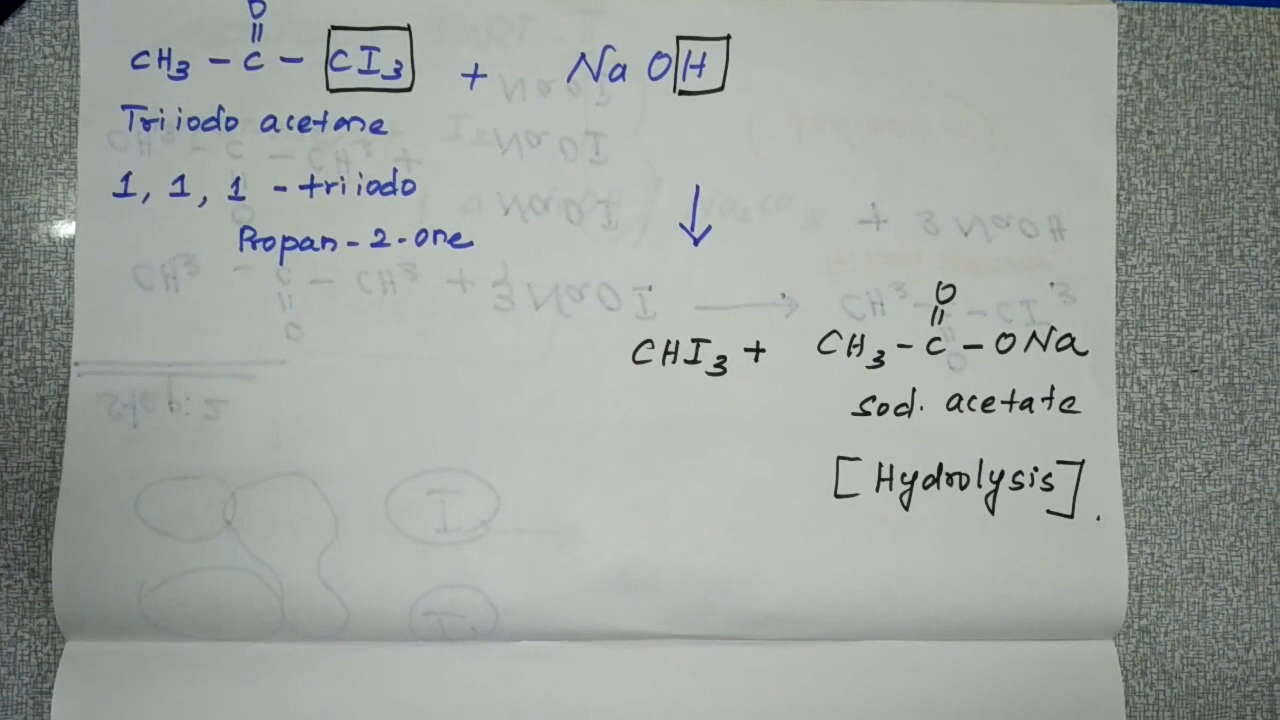 O
||
CH3 - C - CI3 + NaOH
Triiodo acetone
1, 1, 1 - triiodo
Propan-2-one
↓
O
||
CHI3 + CH3 - C - ONa
sod. acetate
[Hydrolysis].